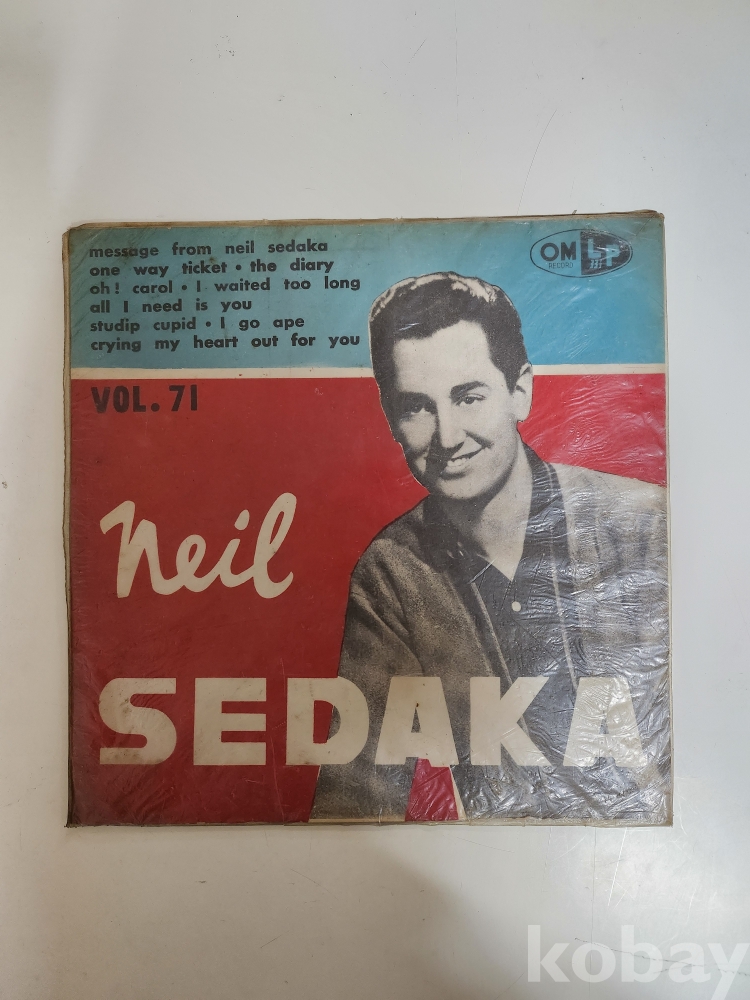 message from neil sedaka
one way ticket • the diary
oh! carol • I waited too long
all I need is you
studip cupid • I go ape
crying my heart out for you
OM LP
RECORD 331
VOL. 71
neil
SEDAKA
kobay